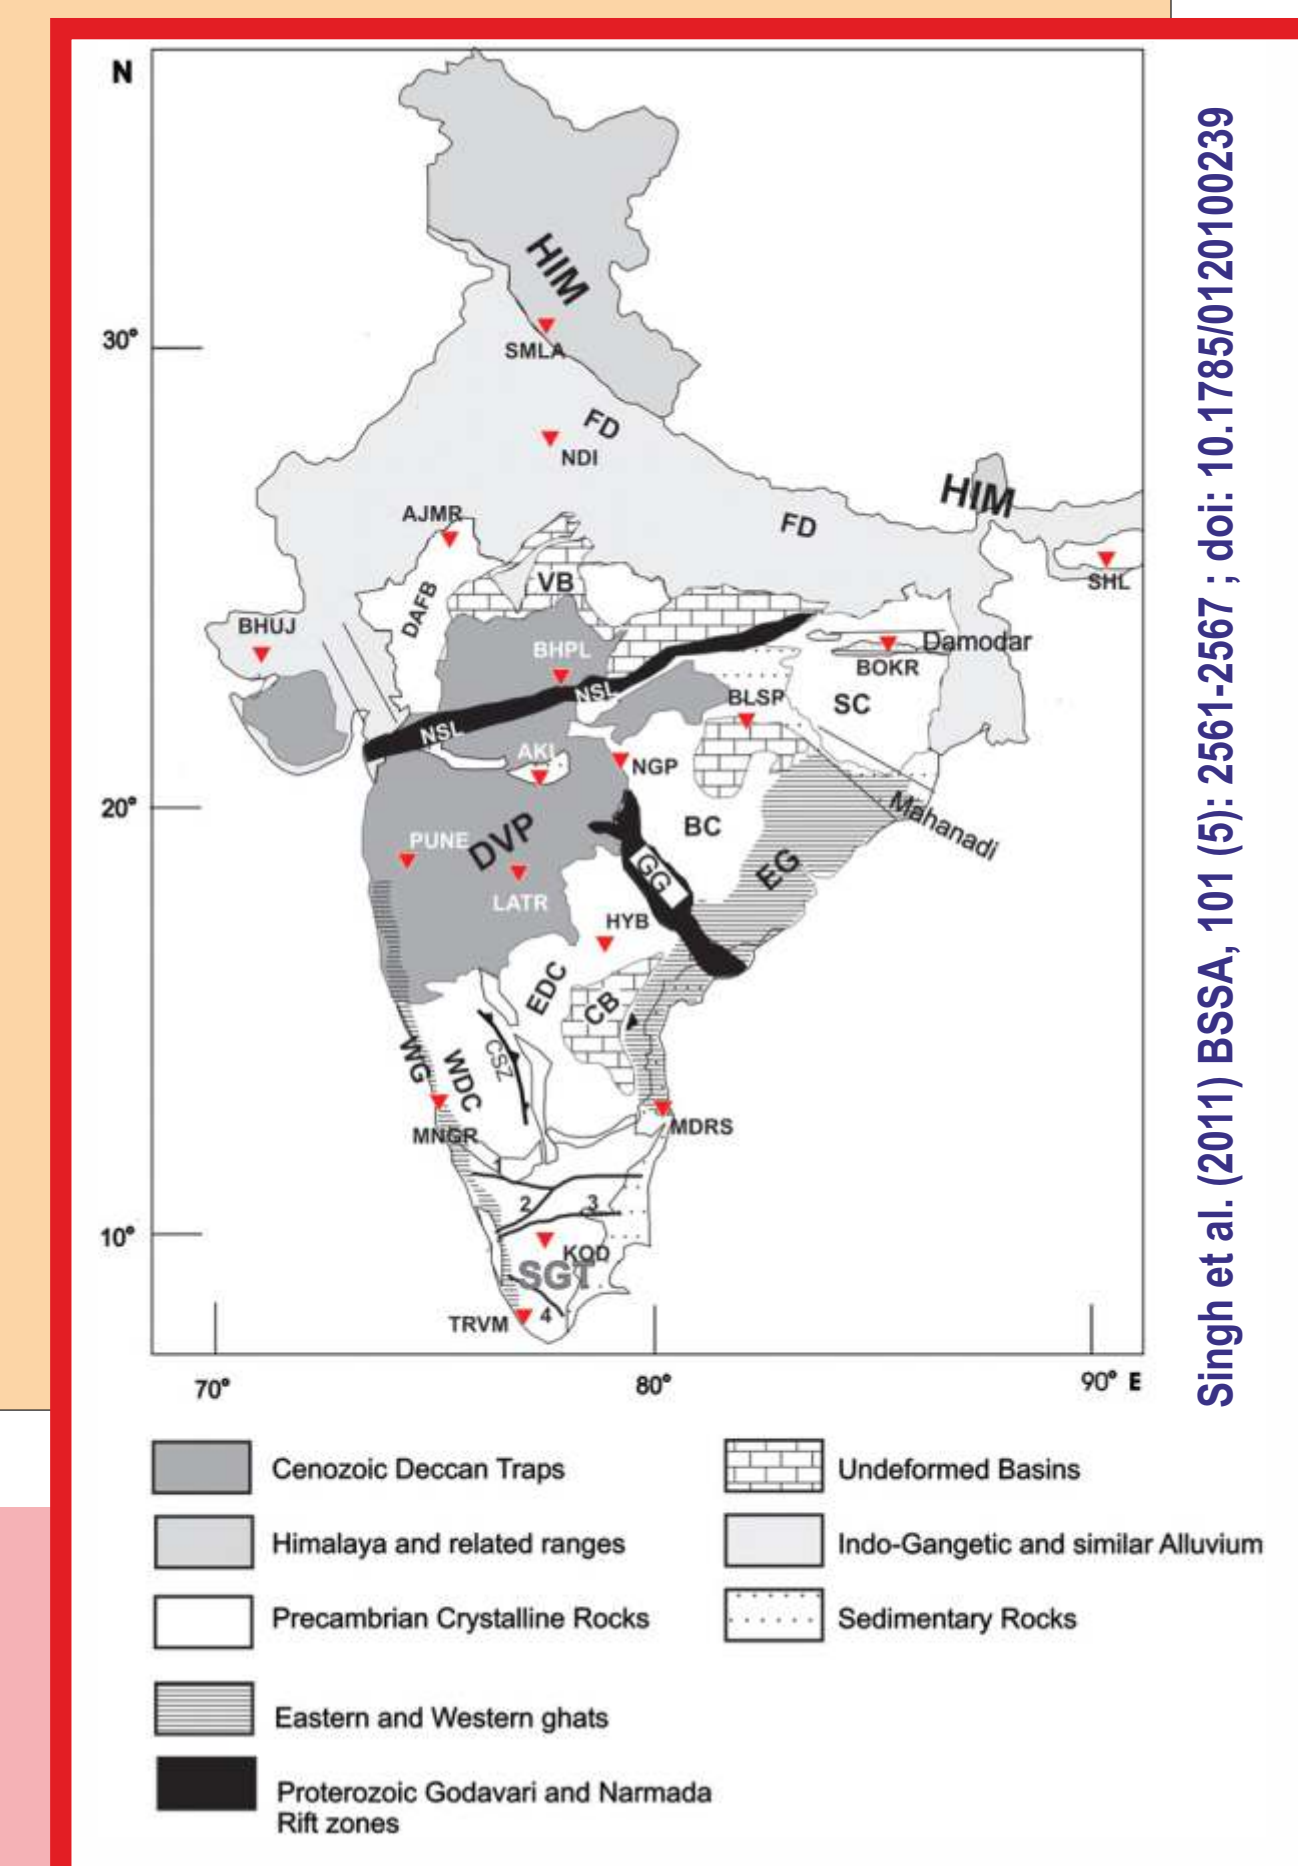 N
HIM
30°
SMLA
FD
NDI
HIM
AJMR
FD
SHL
VB
DAFB
BHUJ
Damodar
BHPL
BOKR
NSL
BLSP
SC
NSL
AKL
NGP
20°
Mahanadi
BC
PUNE
DVP
EG
GG
LATR
HYB
EDC
CB
WG
WDC
CSZ
MNGR
MDRS
2
3
10°
KOD
SGT
TRVM
4
70°
80°
90° E
Cenozoic Deccan Traps
Himalaya and related ranges
Precambrian Crystalline Rocks
Eastern and Western ghats
Proterozoic Godavari and Narmada
Rift zones
Undeformed Basins
Indo-Gangetic and similar Alluvium
Sedimentary Rocks
Singh et al. (2011) BSSA, 101 (5): 2561-2567 ; doi: 10.1785/0120100239